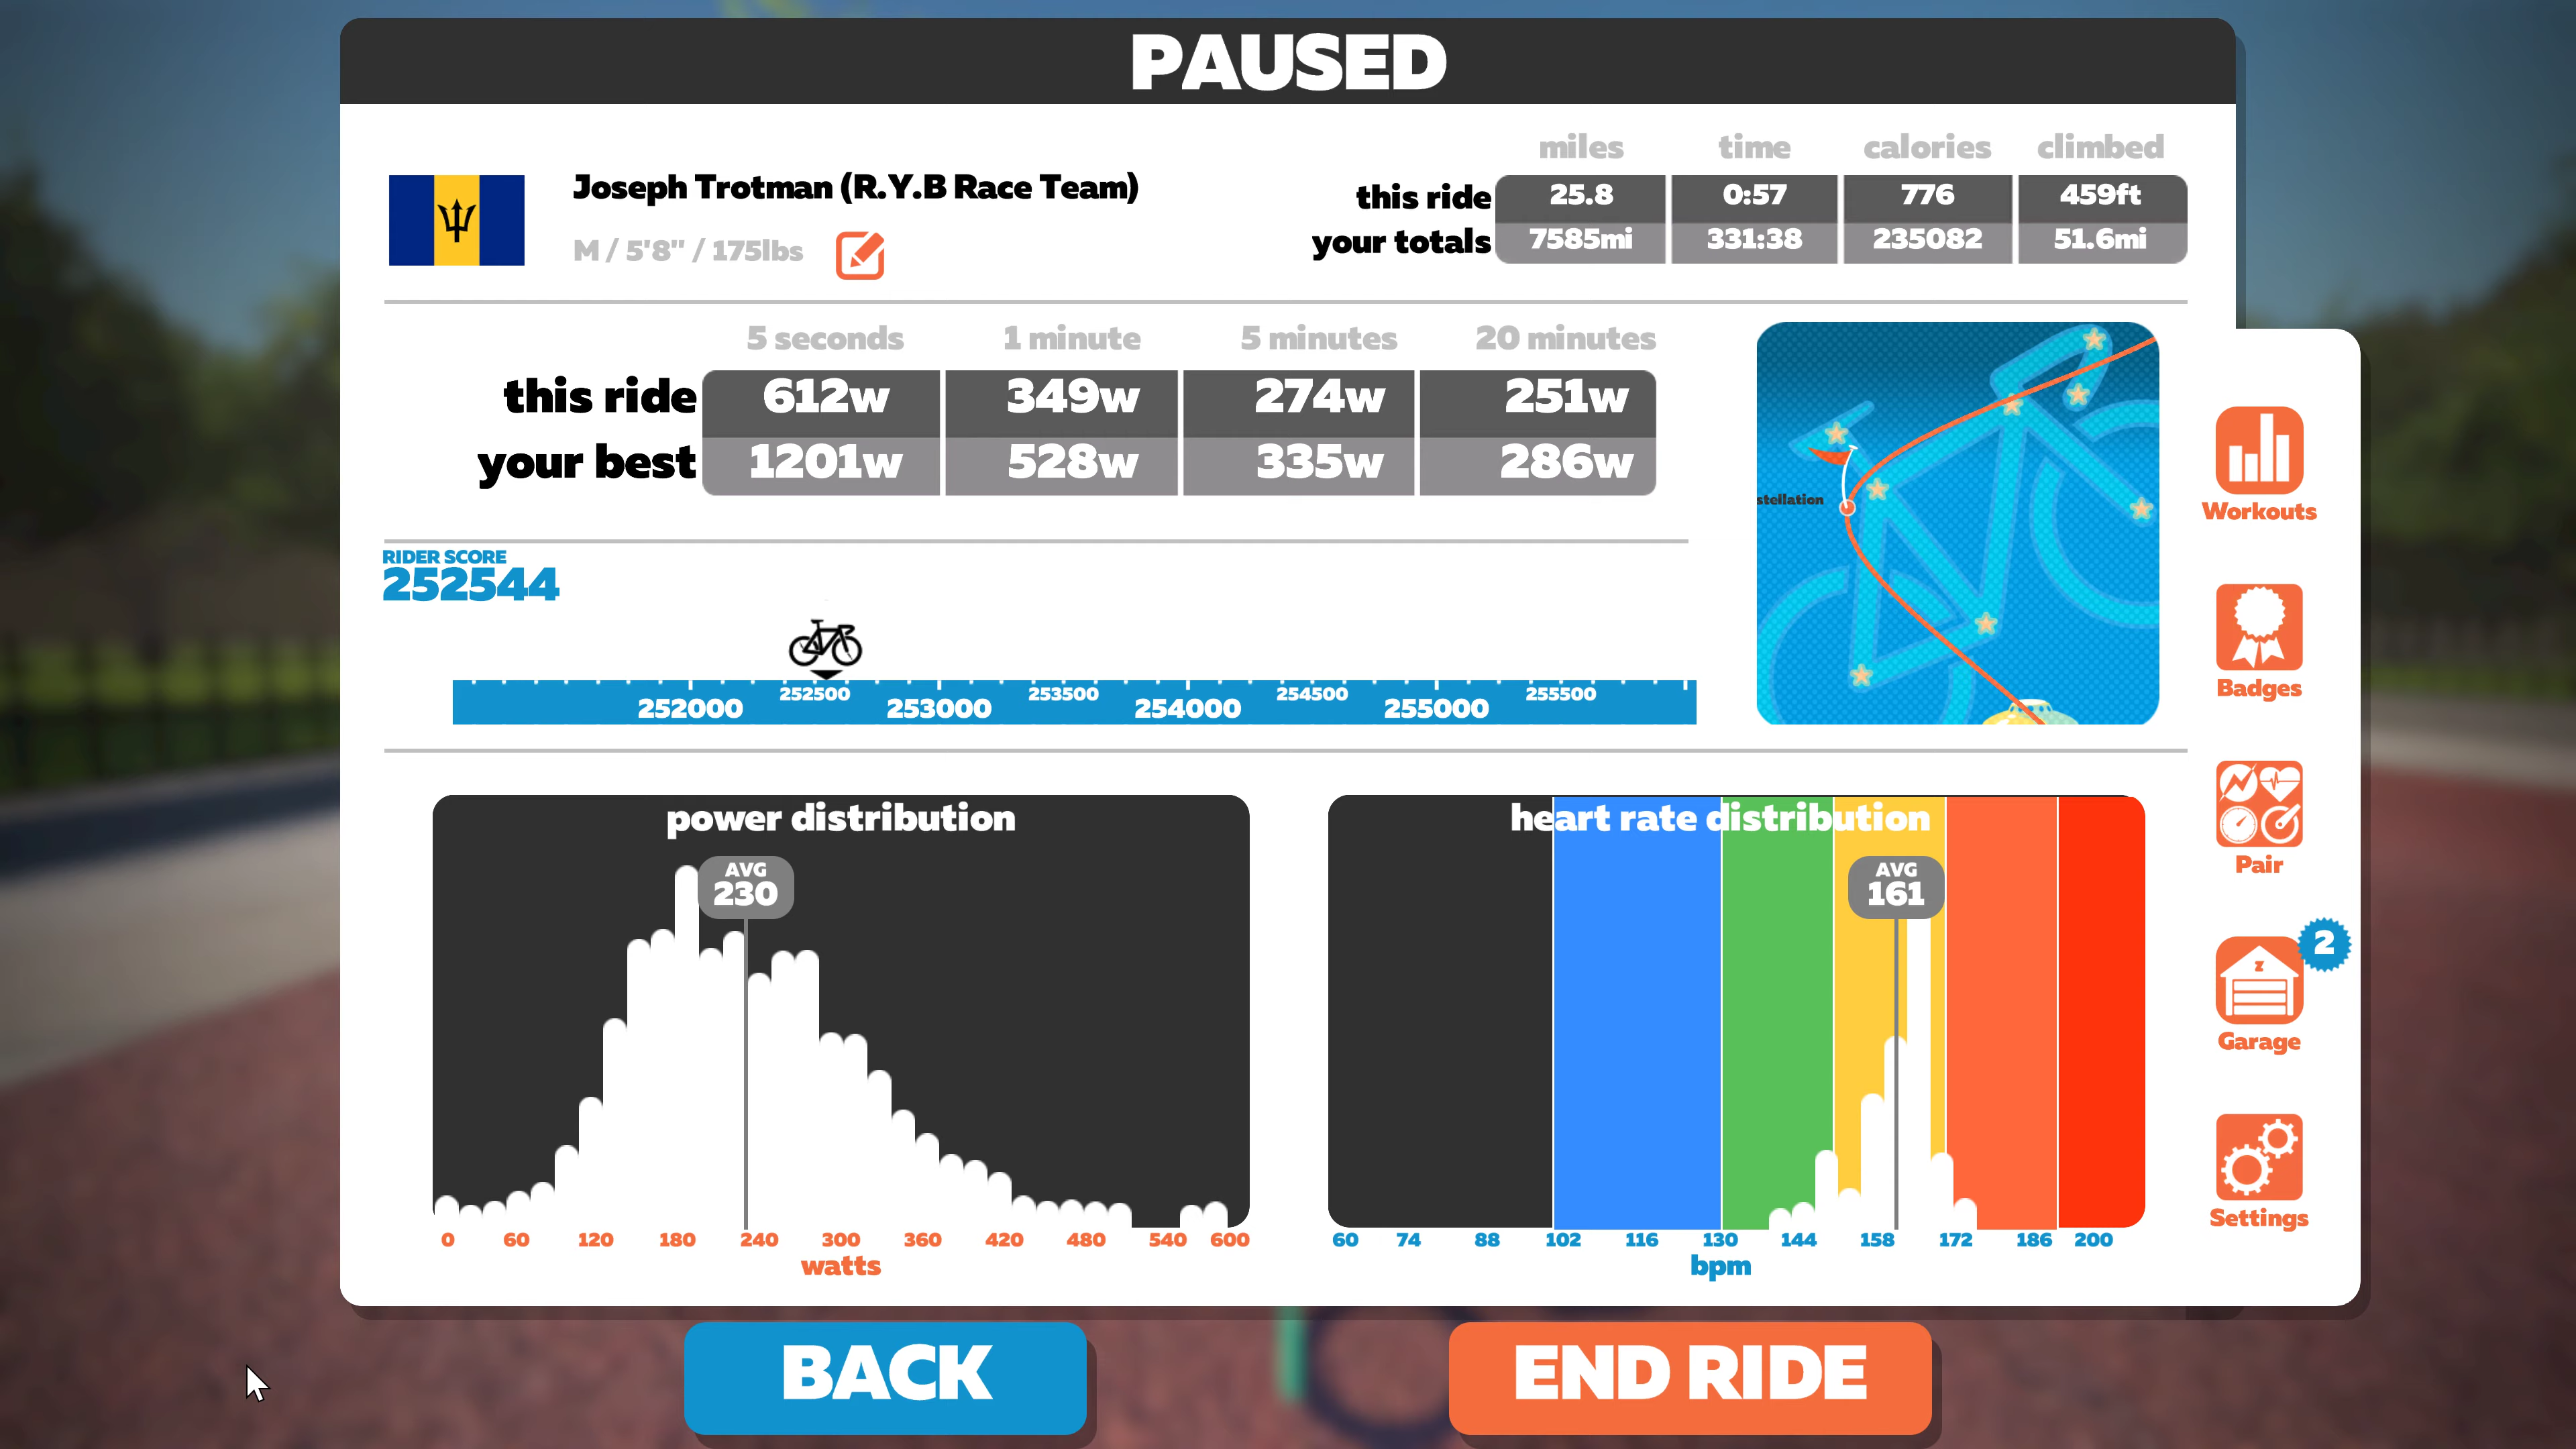 PAUSED
Joseph Trotman (R.Y.B Race Team)
M / 5'8" / 175lbs
miles time calories climbed
this ride 25.8 0:57 776 459ft
your totals 7585mi 331:38 235082 51.6mi
5 seconds 1 minute 5 minutes 20 minutes
this ride 612w 349w 274w 251w
your best 1201w 528w 335w 286w
stellation
RIDER SCORE
252544
252000 252500 253000 253500 254000 254500 255000 255500
power distribution
AVG
230
0 60 120 180 240 300 360 420 480 540 600
watts
heart rate distribution
AVG
161
60 74 88 102 116 130 144 158 172 186 200
bpm
Workouts
Badges
Pair
2
Z
Garage
Settings
BACK
END RIDE